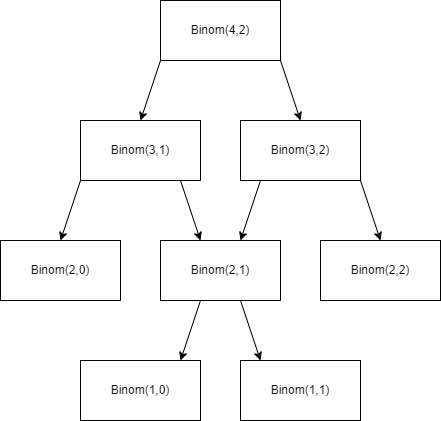 Binom(4,2)
Binom(3,1)
Binom(3,2)
Binom(2,0)
Binom(2,1)
Binom(2,2)
Binom(1,0)
Binom(1,1)